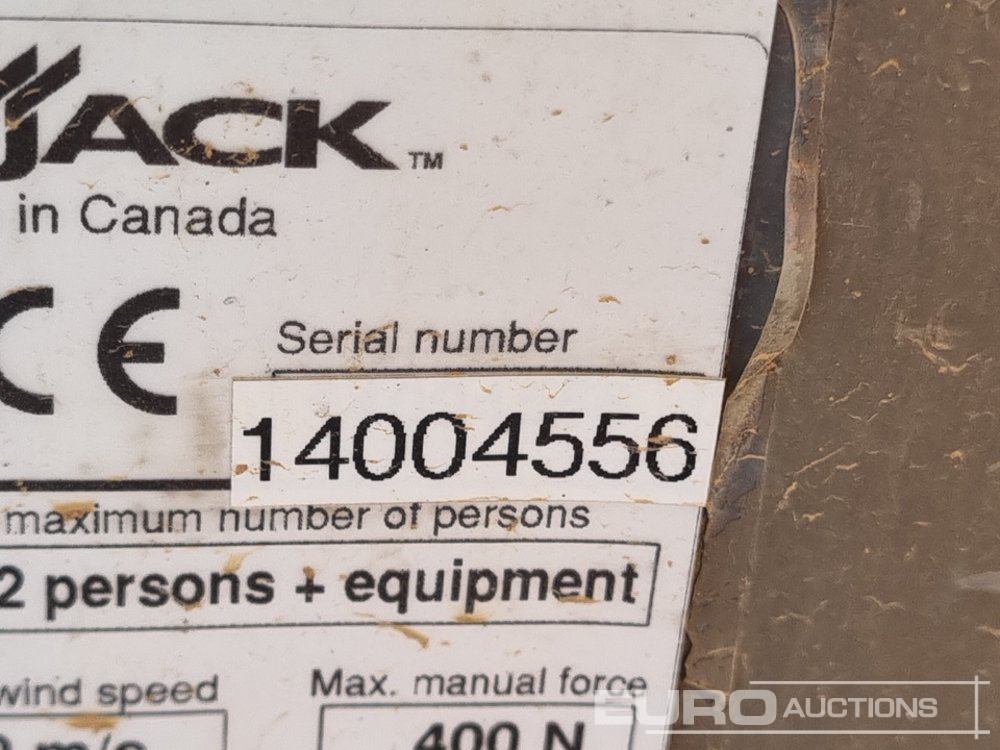 JACK™
in Canada
CE
Serial number
14004556
maximum number of persons
2 persons + equipment
wind speed
Max. manual force
m/s
400 N
EURO AUCTIONS